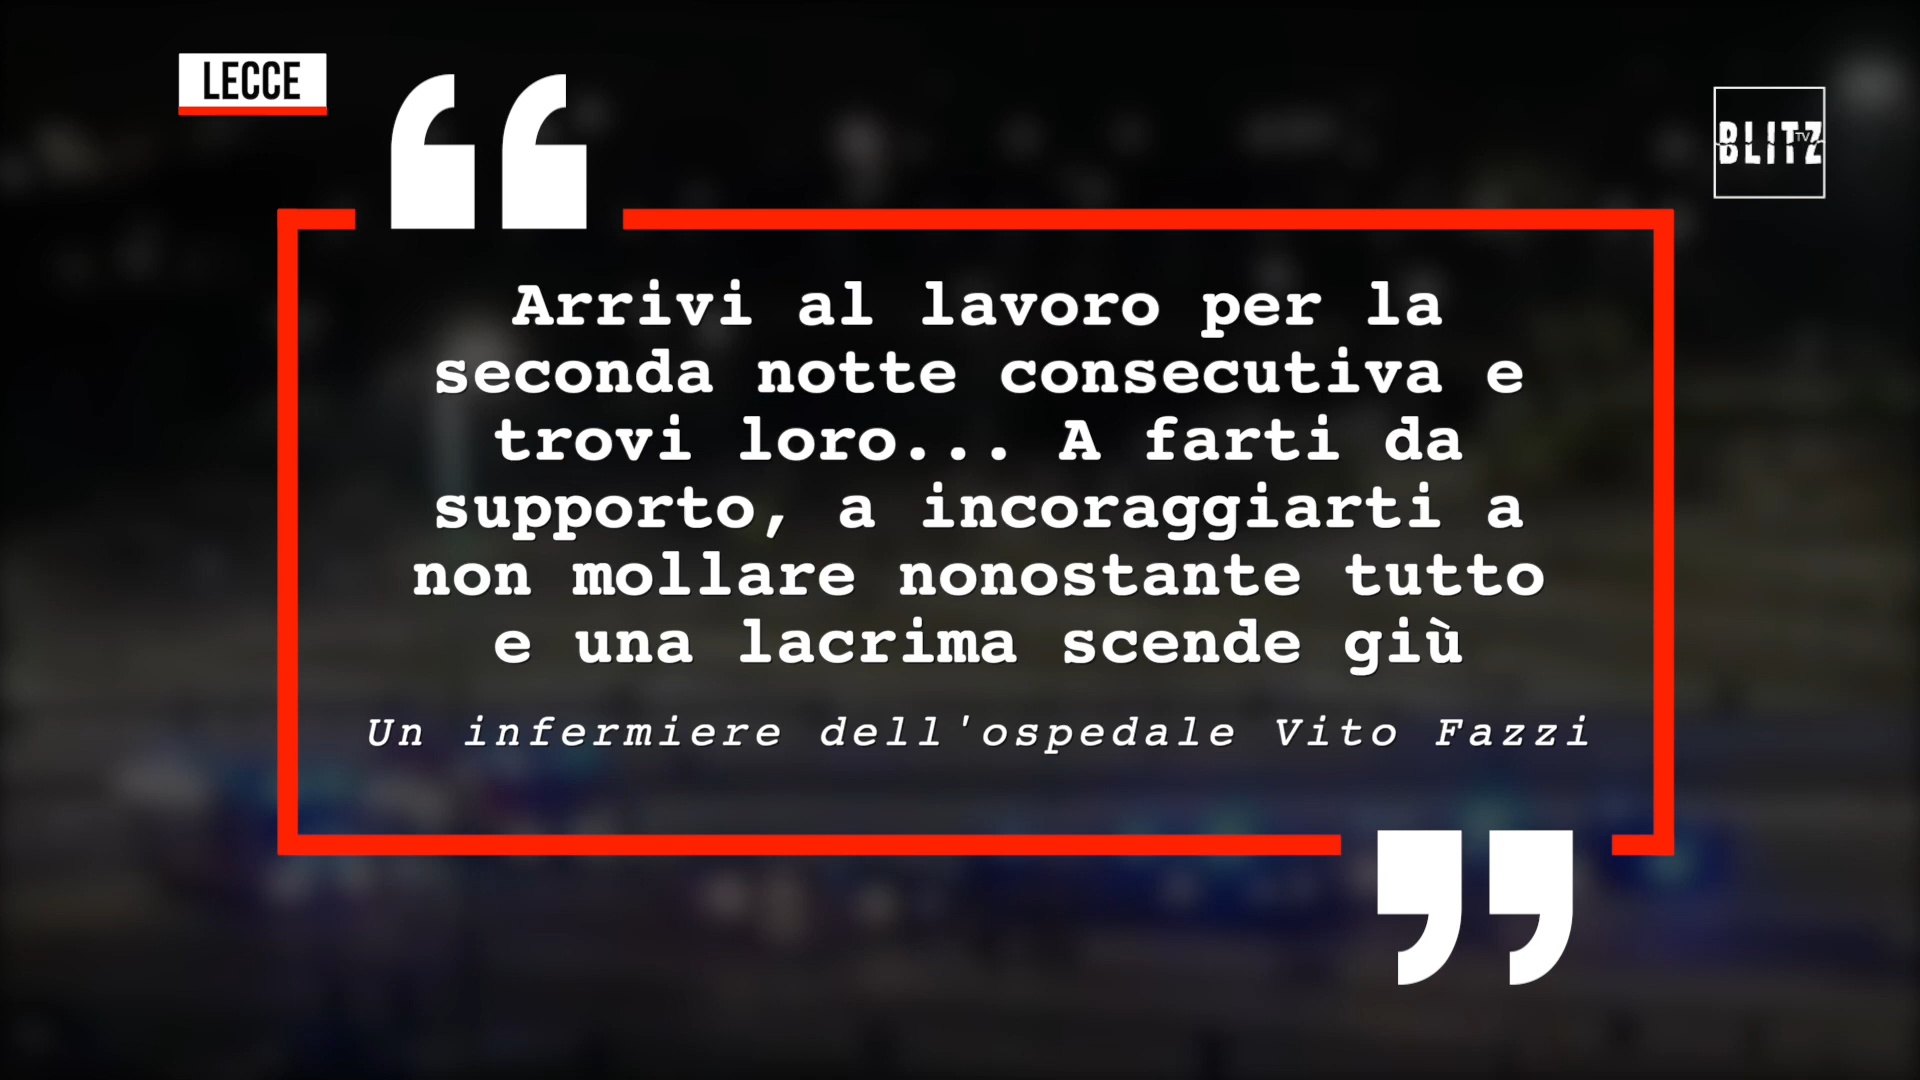 LECCE
BLITZ
TV
Arrivi al lavoro per la
seconda notte consecutiva e
trovi loro... A farti da
supporto, a incoraggiarti a
non mollare nonostante tutto
e una lacrima scende giù
Un infermiere dell'ospedale Vito Fazzi